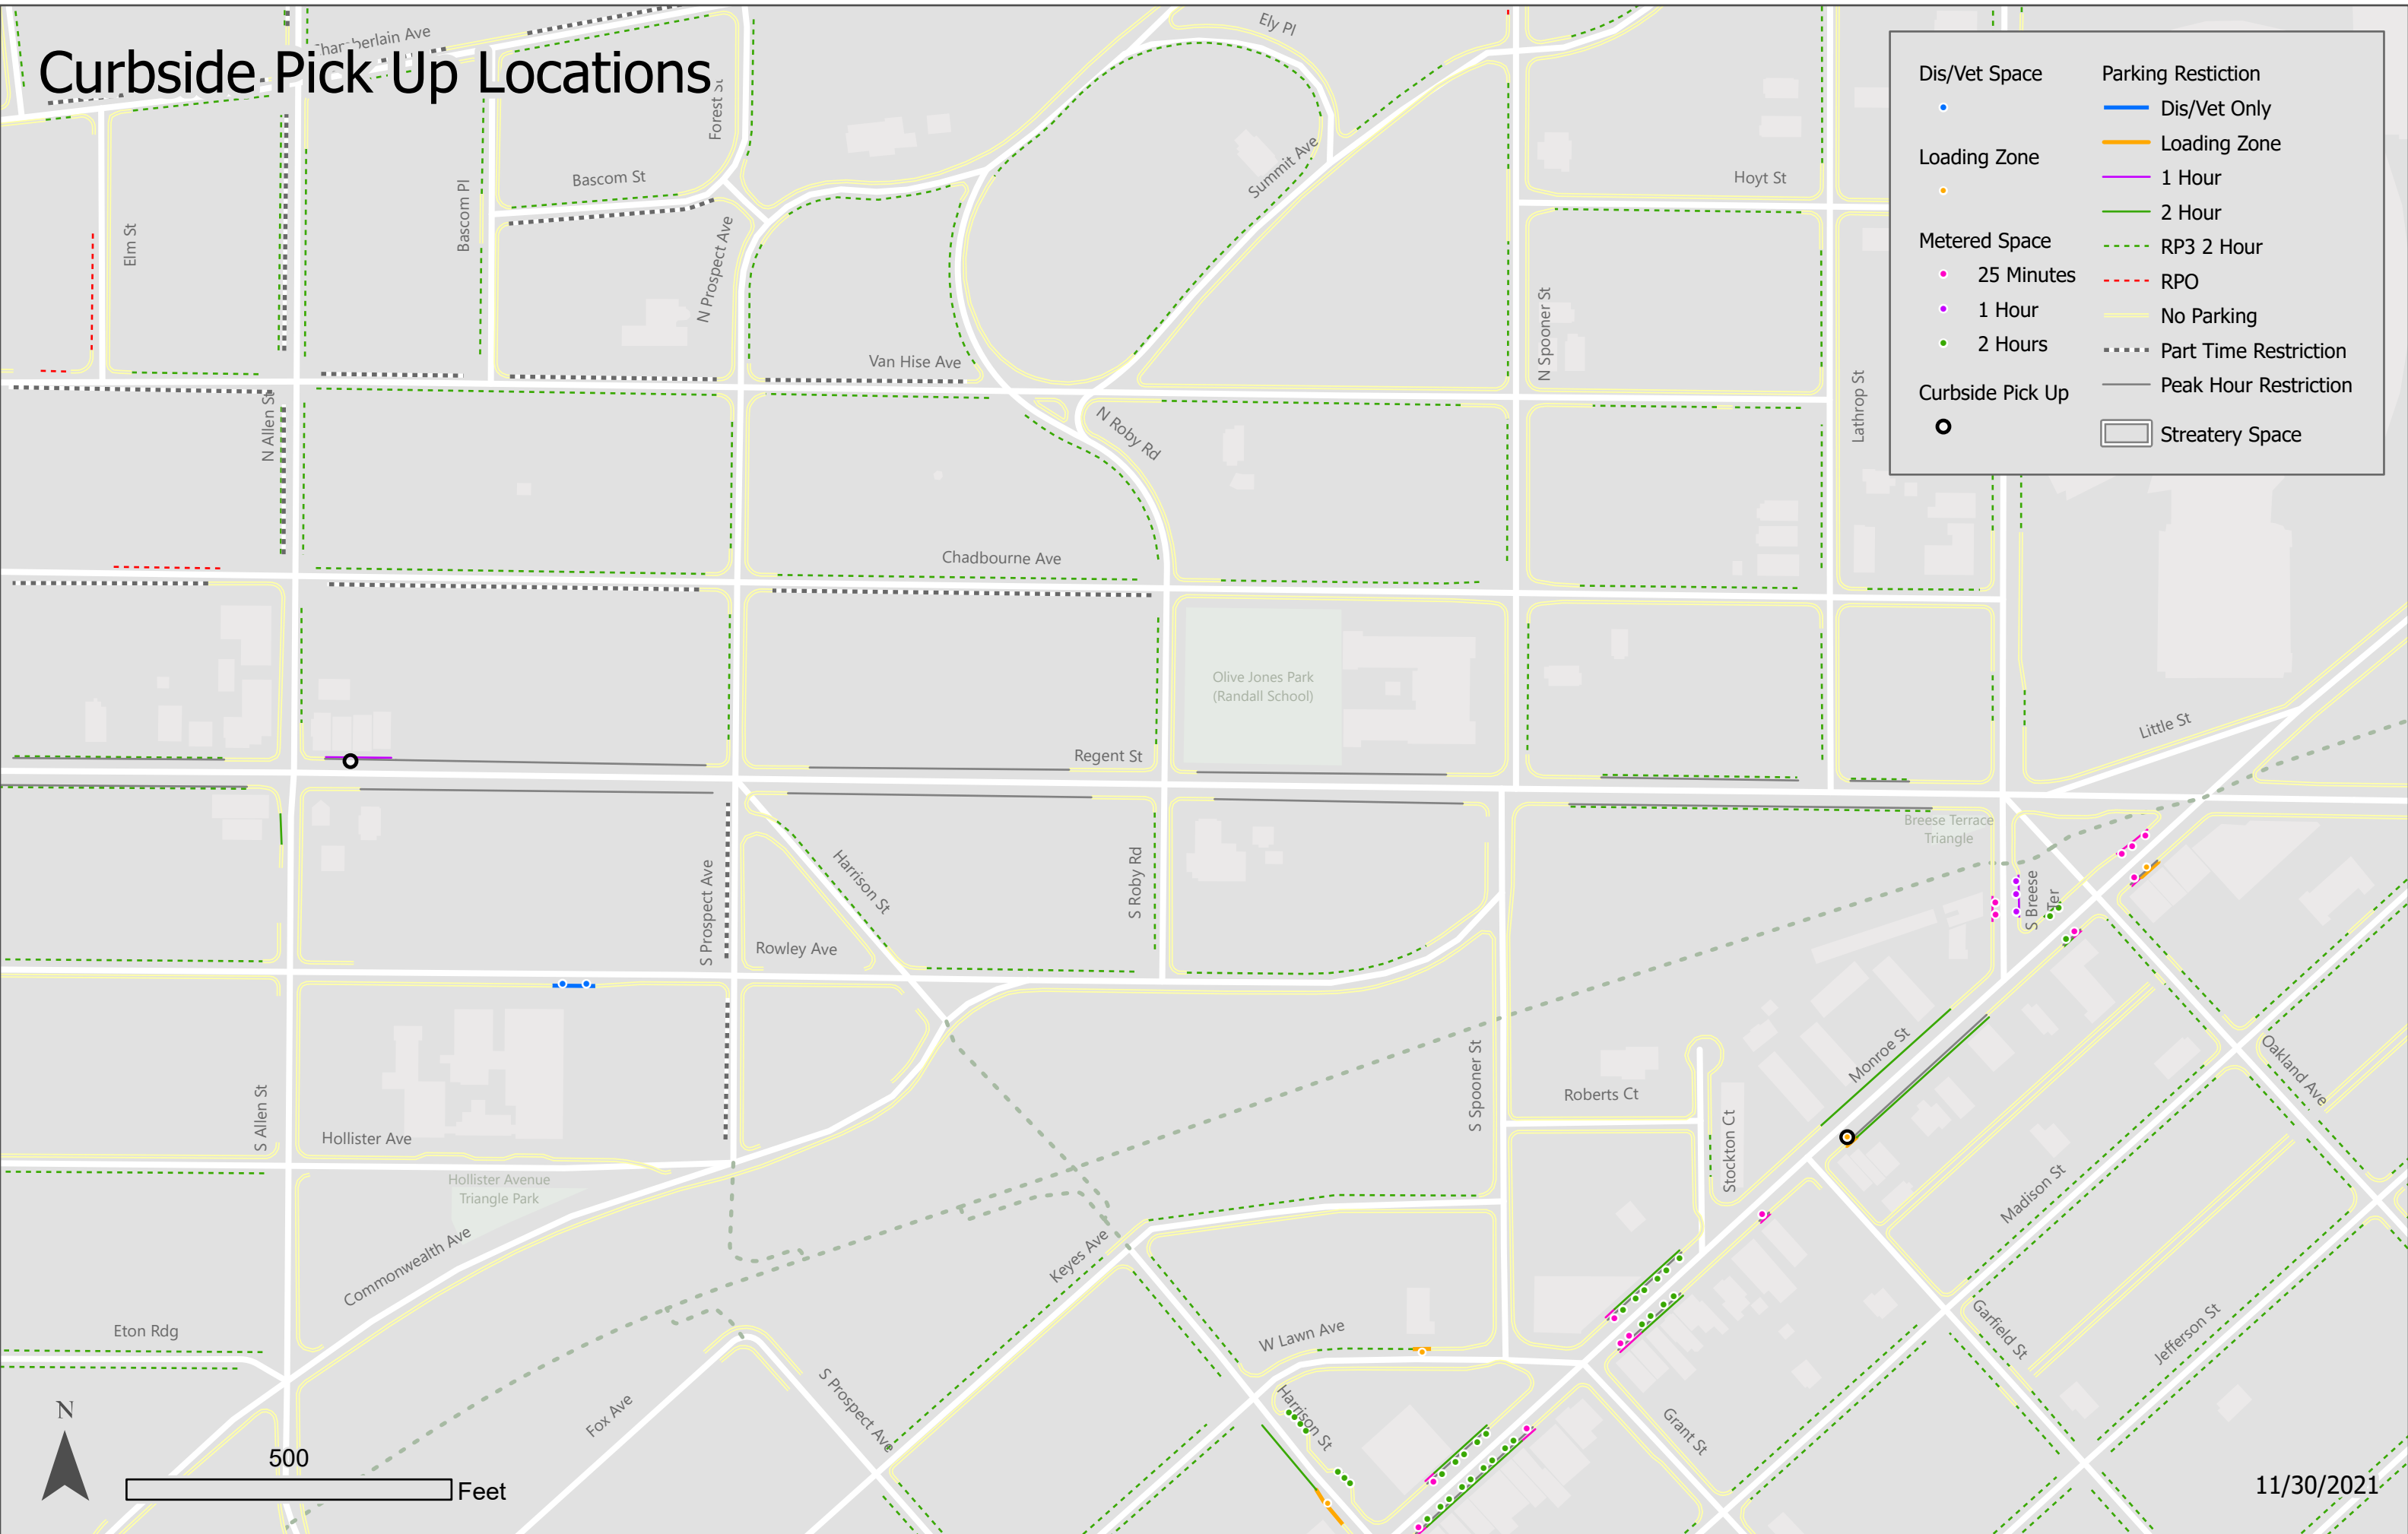 Curbside Pick Up Locations
Chamberlain Ave
Ely Pl
Forest St
Bascom St
Bascom Pl
Elm St
N Prospect Ave
Summit Ave
Hoyt St
Van Hise Ave
N Spooner St
N Allen St
N Roby Rd
Lathrop St
Chadbourne Ave
Olive Jones Park
(Randall School)
Regent St
Little St
Breese Terrace
Triangle
Harrison St
S Roby Rd
S Prospect Ave
Rowley Ave
S Breese
Ter
Monroe St
Oakland Ave
S Spooner St
Roberts Ct
Stockton Ct
S Allen St
Hollister Ave
Hollister Avenue
Triangle Park
Madison St
Commonwealth Ave
Keyes Ave
Eton Rdg
W Lawn Ave
Garfield St
Jefferson St
Fox Ave
S Prospect Ave
Harrison St
Grant St
N
500
Feet
11/30/2021
Dis/Vet Space
Loading Zone
Metered Space
25 Minutes
1 Hour
2 Hours
Curbside Pick Up
Parking Restiction
Dis/Vet Only
Loading Zone
1 Hour
2 Hour
RP3 2 Hour
RPO
No Parking
Part Time Restriction
Peak Hour Restriction
Streatery Space